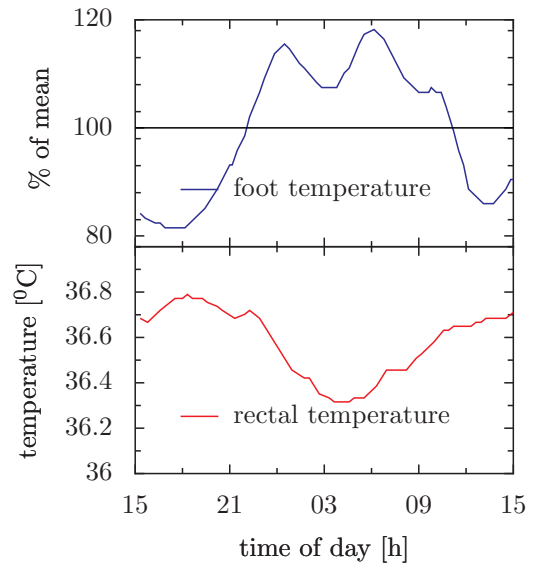 120
100
80
% of mean
foot temperature
36.8
36.6
36.4
36.2
36
temperature [⁰C]
rectal temperature
15 21 03 09 15
time of day [h]